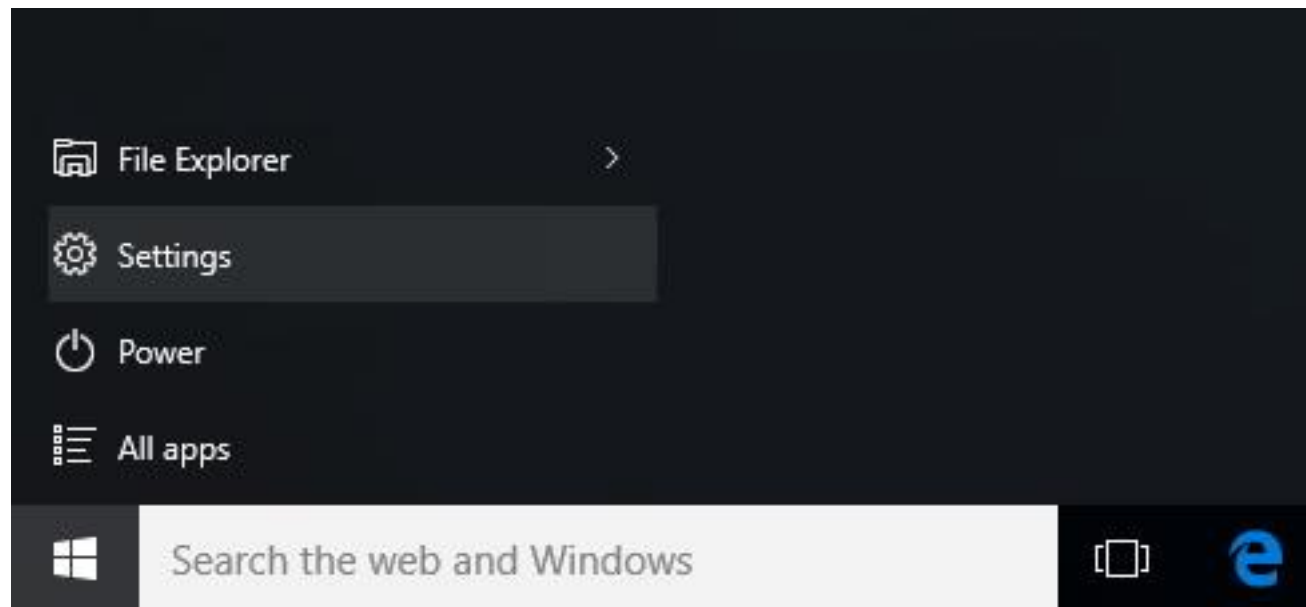 File Explorer
Settings
Power
All apps
Search the web and Windows